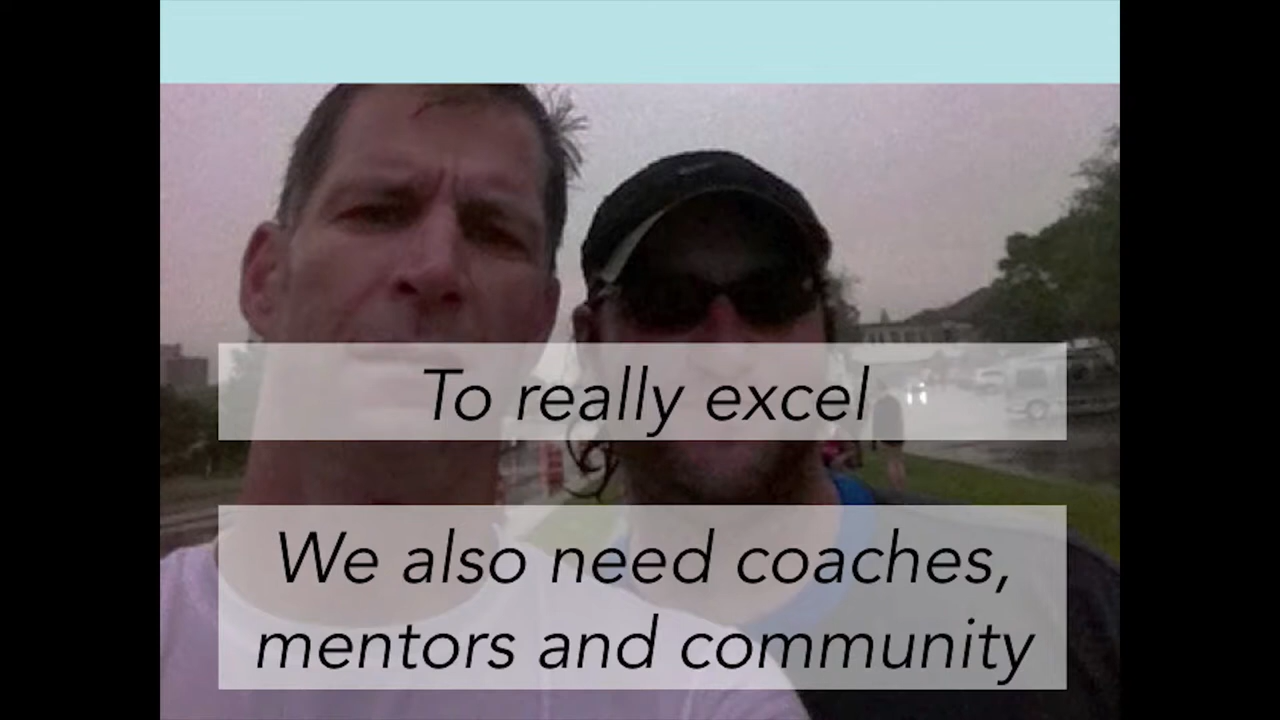 To really excel
We also need coaches,
mentors and community